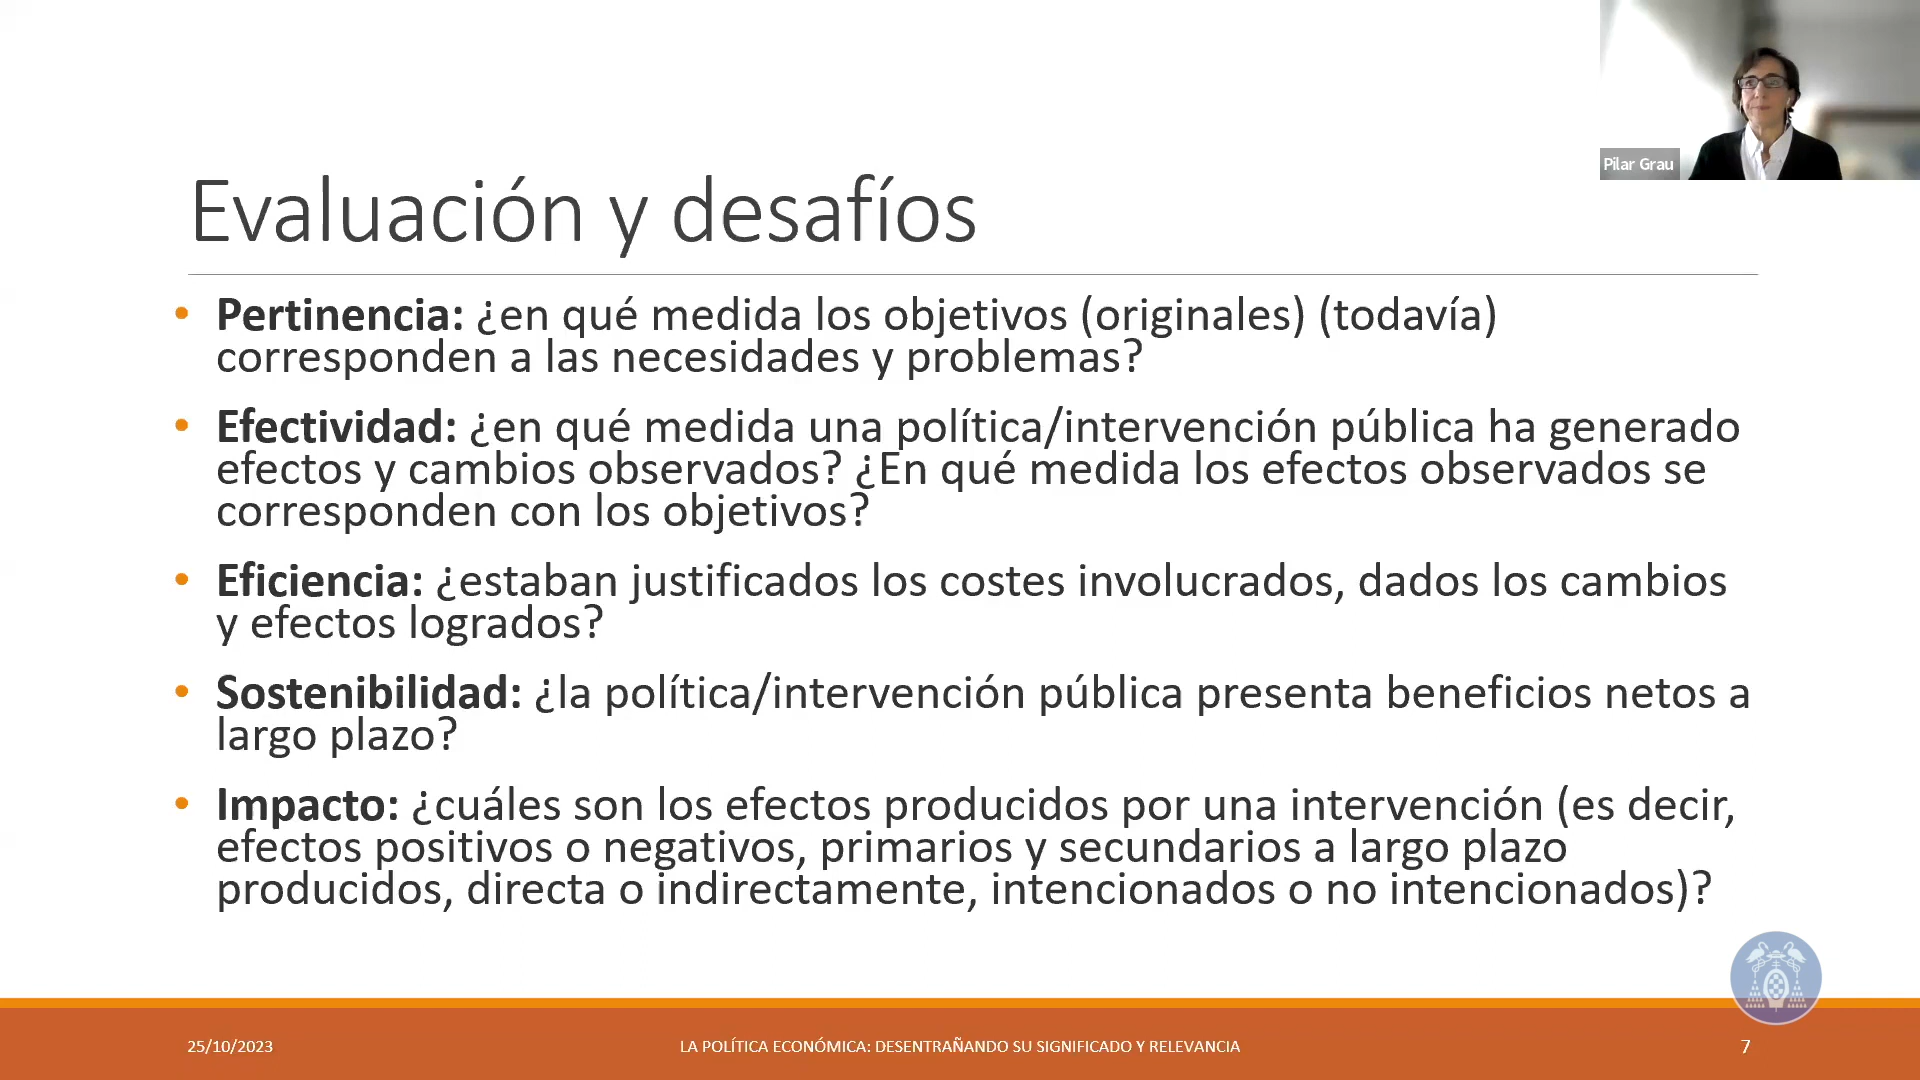 Pilar Grau
Evaluación y desafíos
• Pertinencia: ¿en qué medida los objetivos (originales) (todavía)
corresponden a las necesidades y problemas?
• Efectividad: ¿en qué medida una política/intervención pública ha generado
efectos y cambios observados? ¿En qué medida los efectos observados se
corresponden con los objetivos?
• Eficiencia: ¿estaban justificados los costes involucrados, dados los cambios
y efectos logrados?
• Sostenibilidad: ¿la política/intervención pública presenta beneficios netos a
largo plazo?
• Impacto: ¿cuáles son los efectos producidos por una intervención (es decir,
efectos positivos o negativos, primarios y secundarios a largo plazo
producidos, directa o indirectamente, intencionados o no intencionados)?
25/10/2023
LA POLÍTICA ECONÓMICA: DESENTRAÑANDO SU SIGNIFICADO Y RELEVANCIA
7